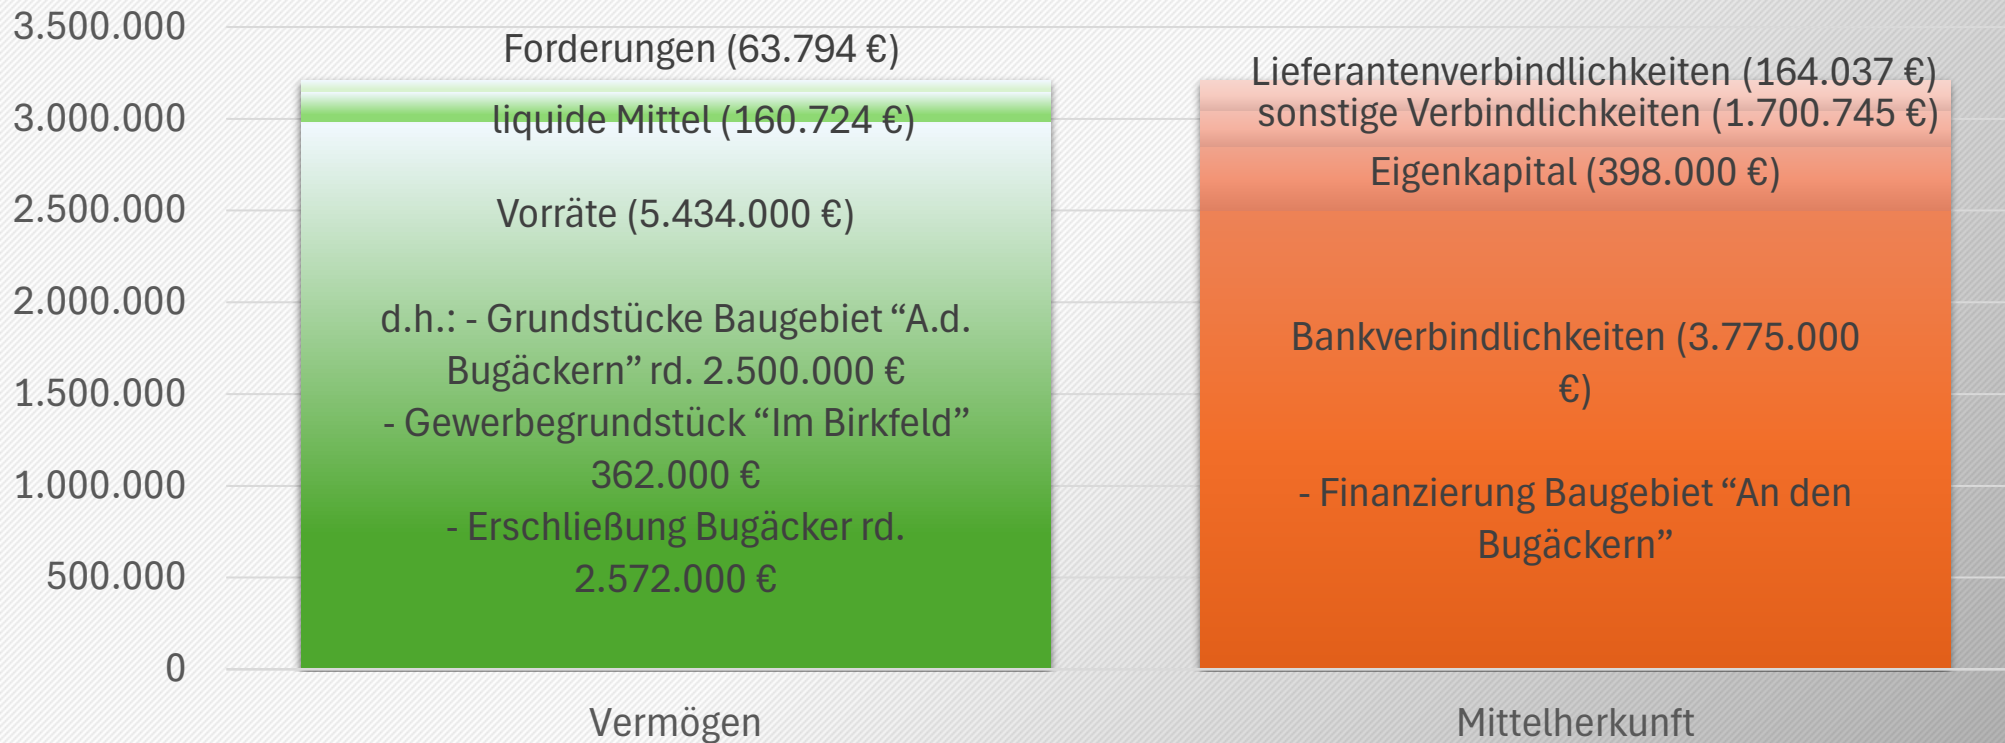 3.500.000
3.000.000
2.500.000
2.000.000
1.500.000
1.000.000
500.000
0
Forderungen (63.794 €)
liquide Mittel (160.724 €)
Vorräte (5.434.000 €)
d.h.: - Grundstücke Baugebiet “A.d.
Bugäckern” rd. 2.500.000 €
- Gewerbegrundstück “Im Birkfeld”
362.000 €
- Erschließung Bugäcker rd.
2.572.000 €
Vermögen
Lieferantenverbindlichkeiten (164.037 €)
sonstige Verbindlichkeiten (1.700.745 €)
Eigenkapital (398.000 €)
Bankverbindlichkeiten (3.775.000
€)
- Finanzierung Baugebiet “An den
Bugäckern”
Mittelherkunft